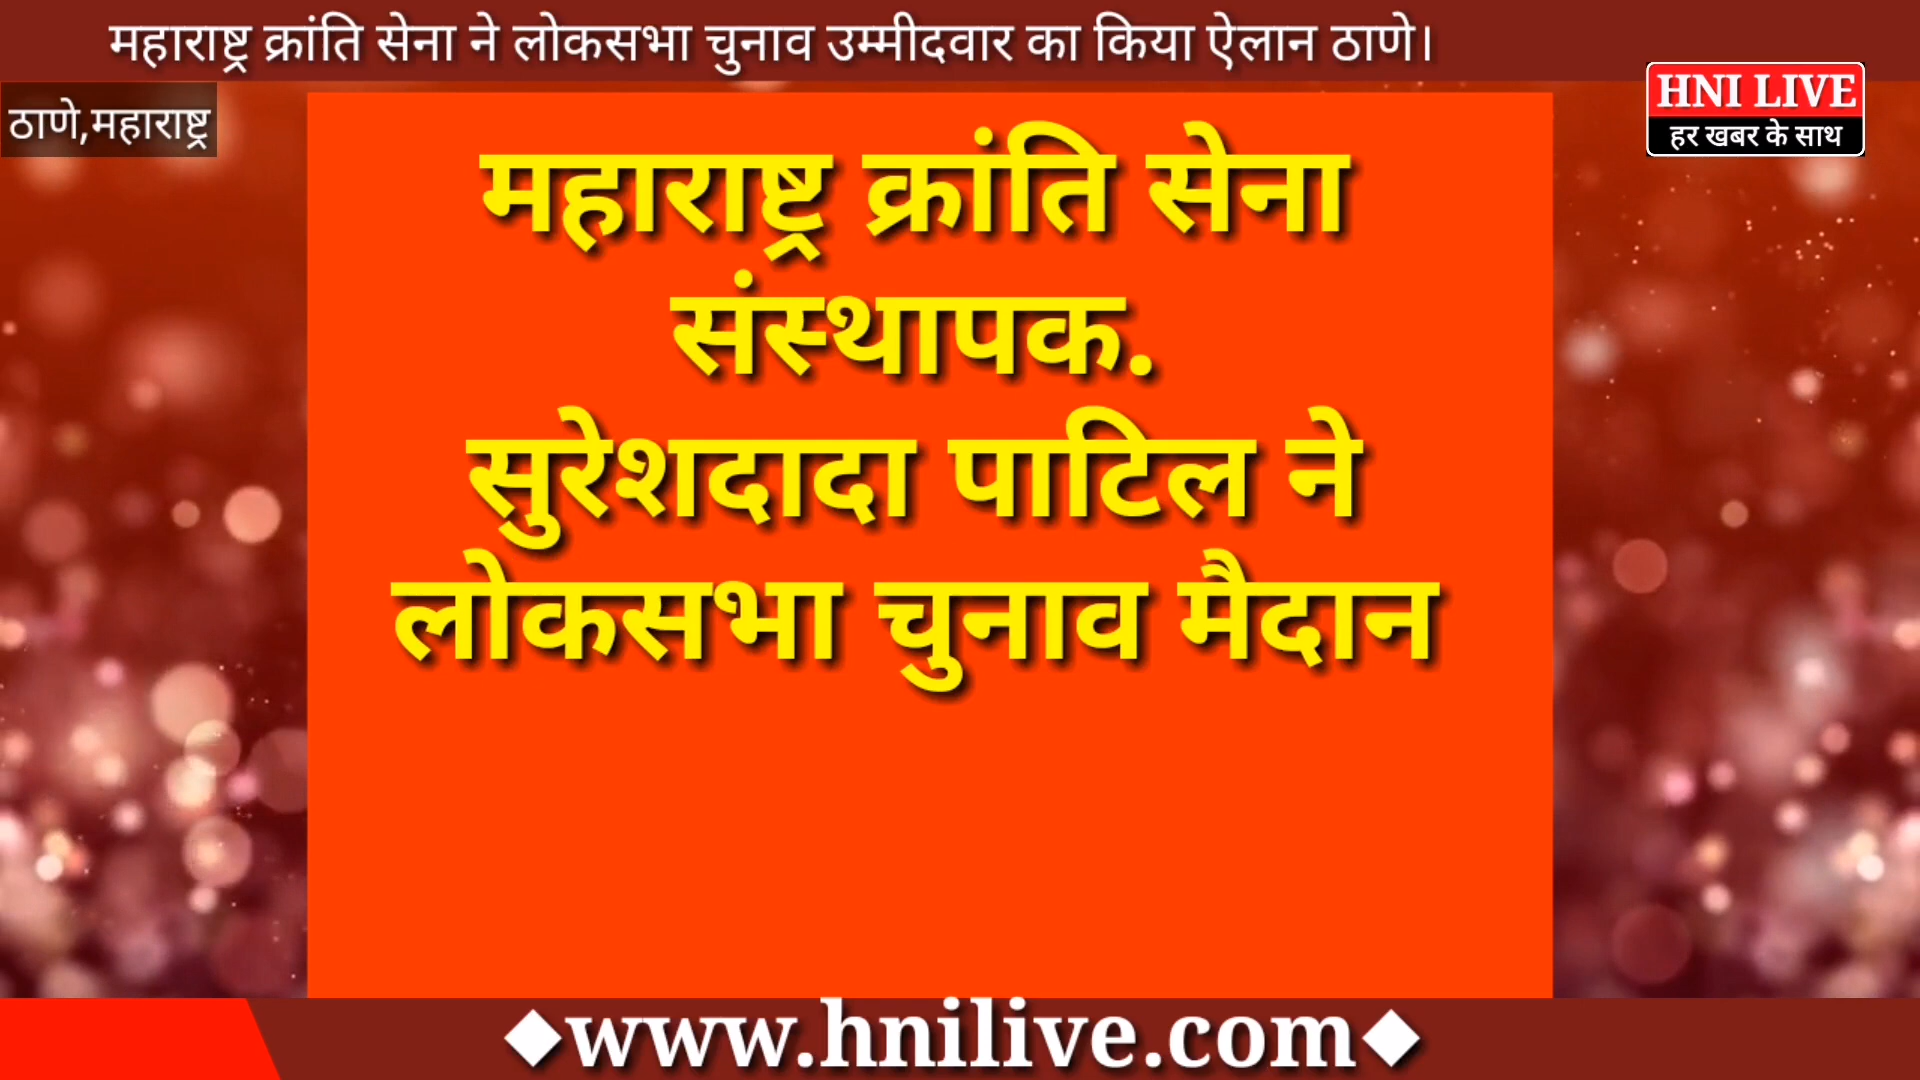 महाराष्ट्र क्रांति सेना ने लोकसभा चुनाव उम्मीदवार का किया ऐलान ठाणे।
HNI LIVE
हर खबर के साथ
ठाणे,महाराष्ट्र
महाराष्ट्र क्रांति सेना
संस्थापक.
सुरेशदादा पाटिल ने
लोकसभा चुनाव मैदान
◆www.hnilive.com◆